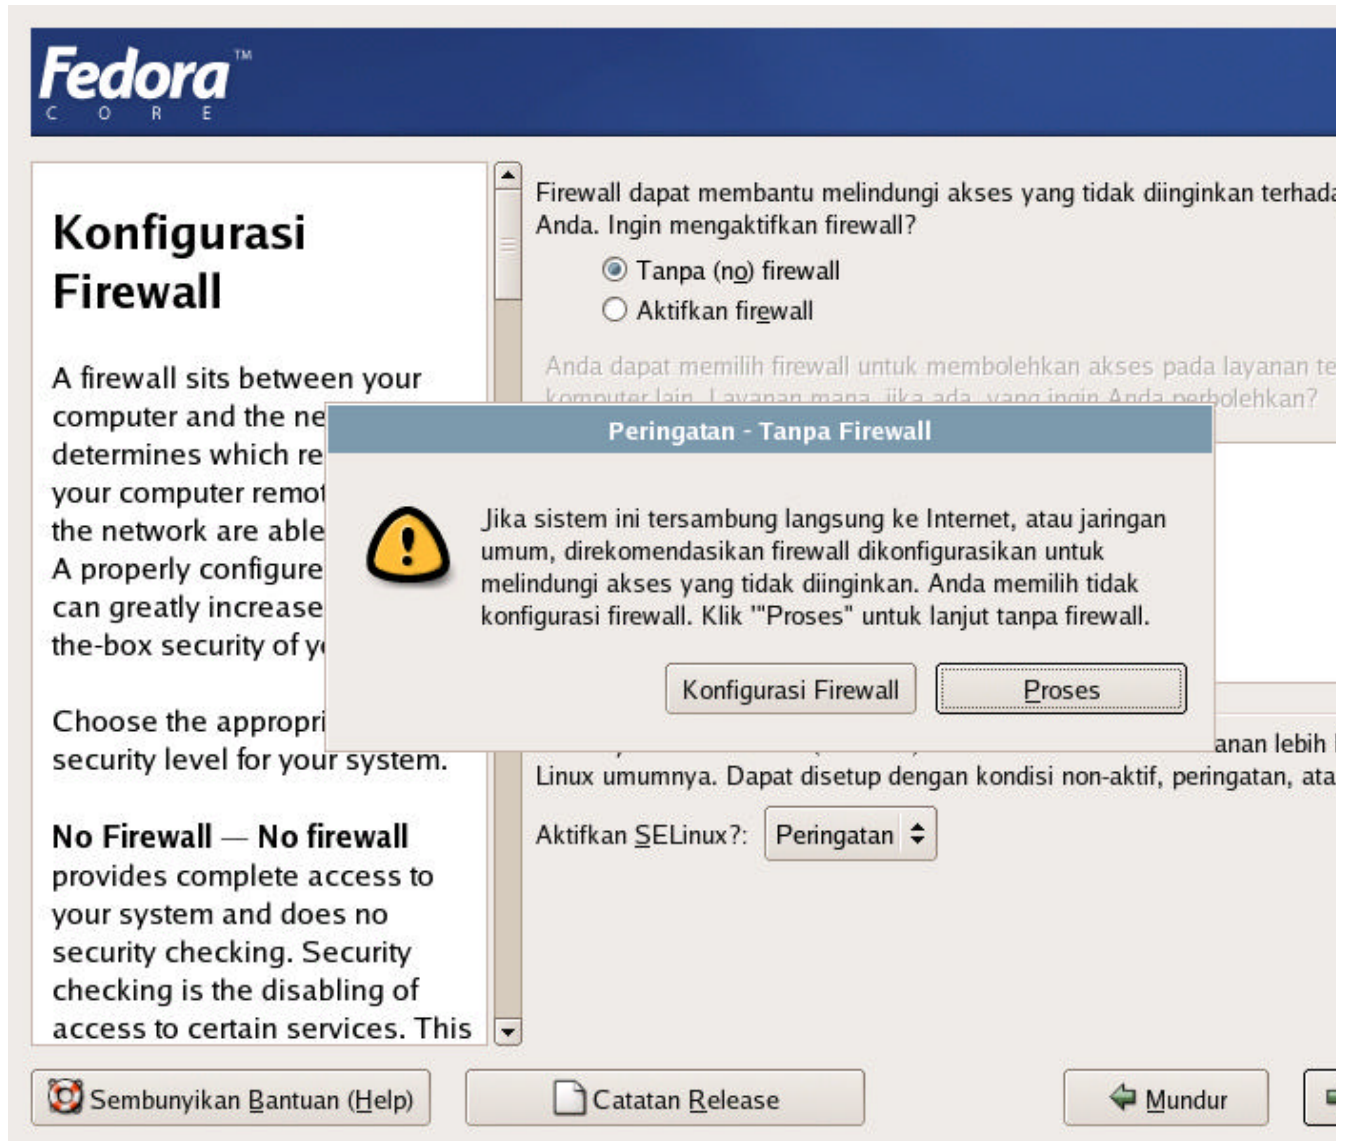 Fedora™
CORE
Konfigurasi
Firewall
A firewall sits between your
computer and the ne
determines which re
your computer remot
the network are able
A properly configure
can greatly increase
the-box security of y
Choose the appropri
security level for your system.
No Firewall — No firewall
provides complete access to
your system and does no
security checking. Security
checking is the disabling of
access to certain services. This
Firewall dapat membantu melindungi akses yang tidak diinginkan terhada
Anda. Ingin mengaktifkan firewall?
Tanpa (no) firewall
Aktifkan firewall
Anda dapat memilih firewall untuk membolehkan akses pada layanan te
komputer lain. Layanan mana, jika ada, yang ingin Anda perbolehkan?
Peringatan - Tanpa Firewall
Jika sistem ini tersambung langsung ke Internet, atau jaringan
umum, direkomendasikan firewall dikonfigurasikan untuk
melindungi akses yang tidak diinginkan. Anda memilih tidak
konfigurasi firewall. Klik '"Proses" untuk lanjut tanpa firewall.
Konfigurasi Firewall
Proses
anan lebih
Linux umumnya. Dapat disetup dengan kondisi non-aktif, peringatan, ata
Aktifkan SELinux?:
Peringatan
Sembunyikan Bantuan (Help)
Catatan Release
Mundur